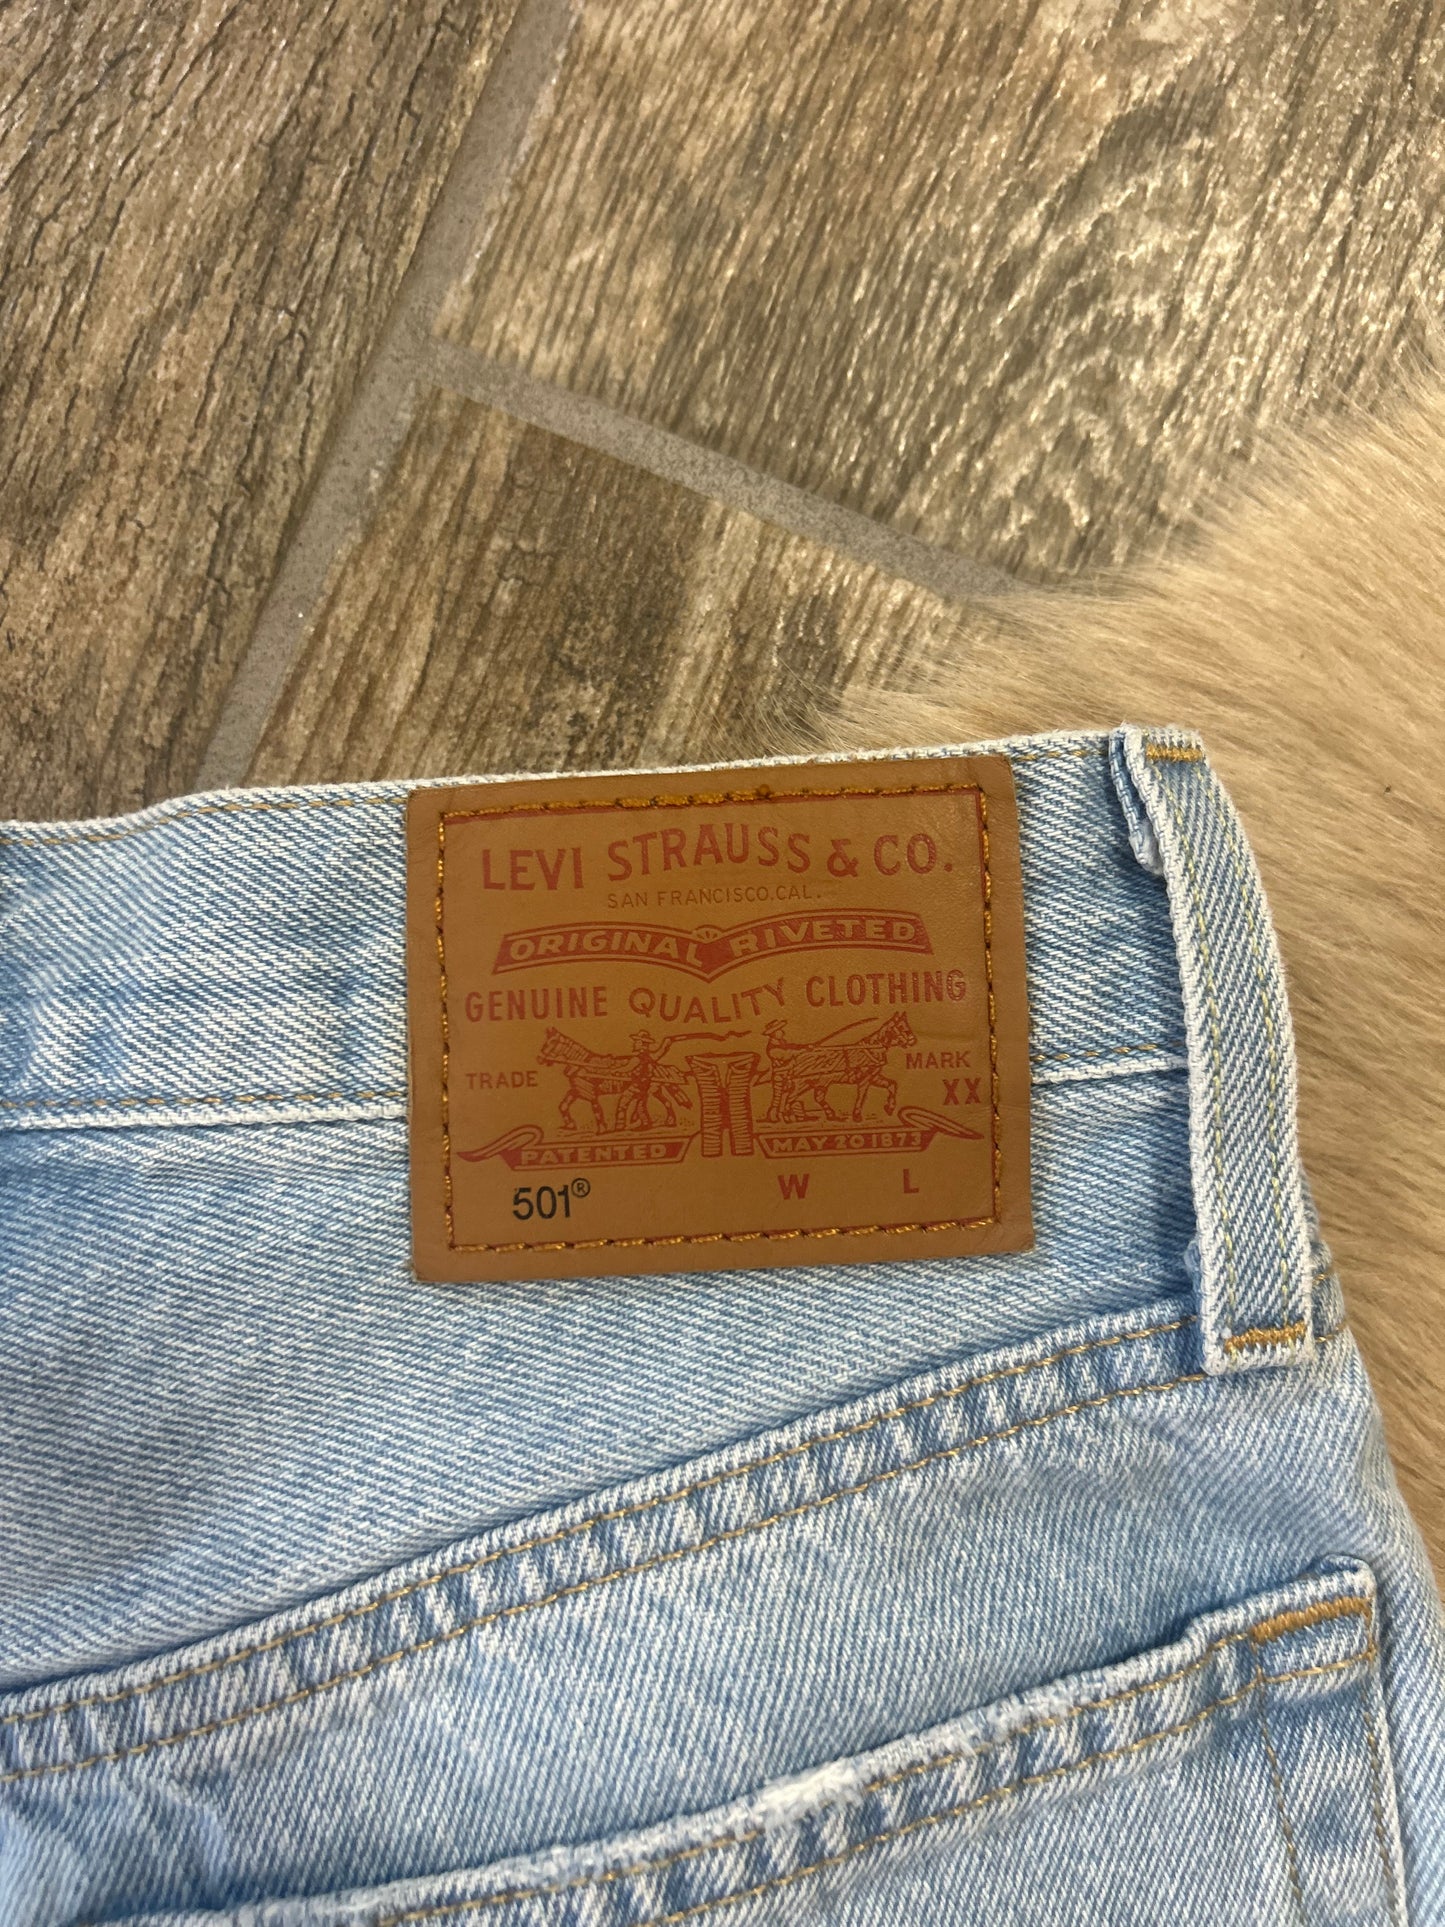 LEVI STRAUSS & CO.
SAN FRANCISCO, CAL.
ORIGINAL RIVETED
GENUINE QUALITY CLOTHING
TRADE MARK
XX
PATENTED MAY 20 1873
501® W L